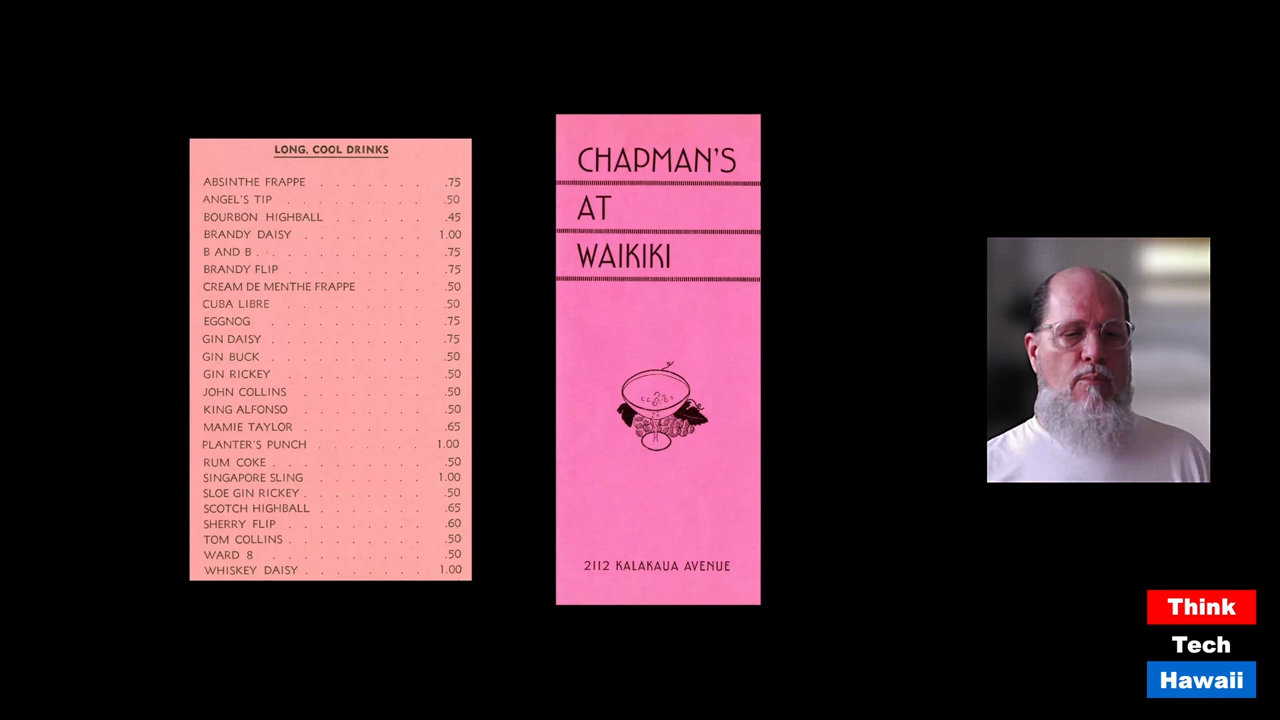 LONG, COOL DRINKS
ABSINTHE FRAPPE . . . . . . .75
ANGEL'S TIP . . . . . . . .50
BOURBON HIGHBALL . . . . . .45
BRANDY DAISY . . . . . . 1.00
B AND B . . . . . . . . .75
BRANDY FLIP . . . . . . . .75
CREAM DE MENTHE FRAPPE . . . . .50
CUBA LIBRE . . . . . . . .50
EGGNOG . . . . . . . . .75
GIN DAISY . . . . . . . .75
GIN BUCK . . . . . . . .50
GIN RICKEY . . . . . . . .50
JOHN COLLINS . . . . . . .50
KING ALFONSO . . . . . . .50
MAMIE TAYLOR . . . . . . .65
PLANTER'S PUNCH . . . . . 1.00
RUM COKE . . . . . . . . .50
SINGAPORE SLING . . . . . . 1.00
SLOE GIN RICKEY . . . . . . .50
SCOTCH HIGHBALL . . . . . . .65
SHERRY FLIP . . . . . . . .60
TOM COLLINS . . . . . . . .50
WARD 8 . . . . . . . . .50
WHISKEY DAISY . . . . . . 1.00
CHAPMAN'S
AT
WAIKIKI
2112 KALAKAUA AVENUE
Think
Tech
Hawaii